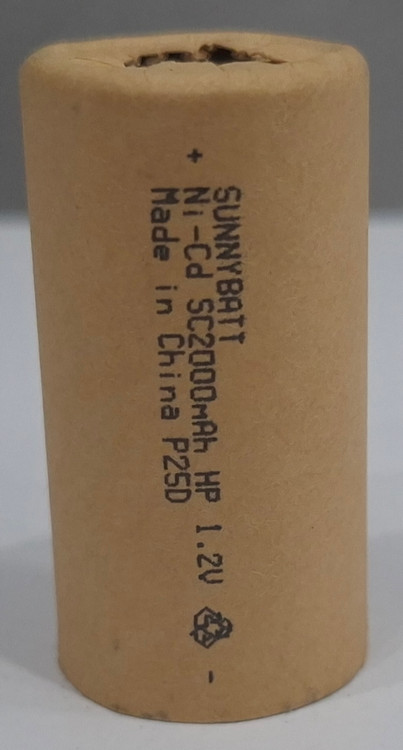 +
SUNNYBATT
Ni-Cd SC2000mAh HP 1.2V
Made in China P25D
-